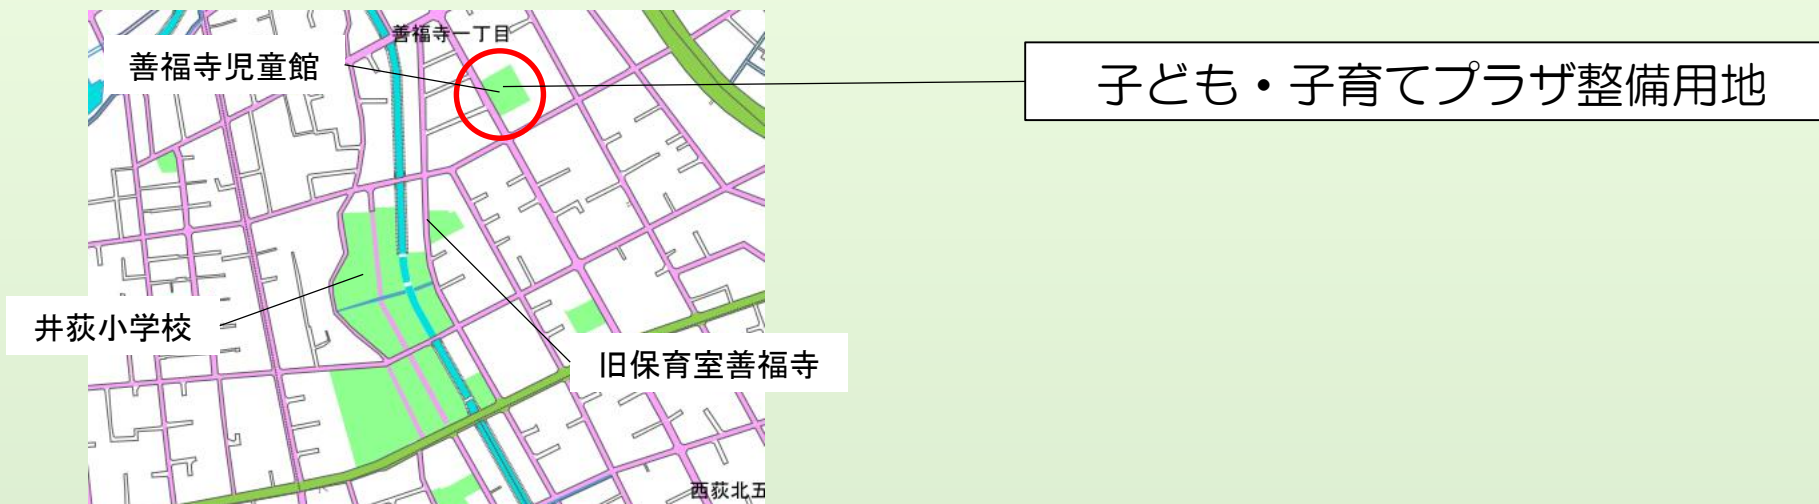 善福寺一丁目
善福寺児童館
子ども・子育てプラザ整備用地
井荻小学校
旧保育室善福寺
西荻北五